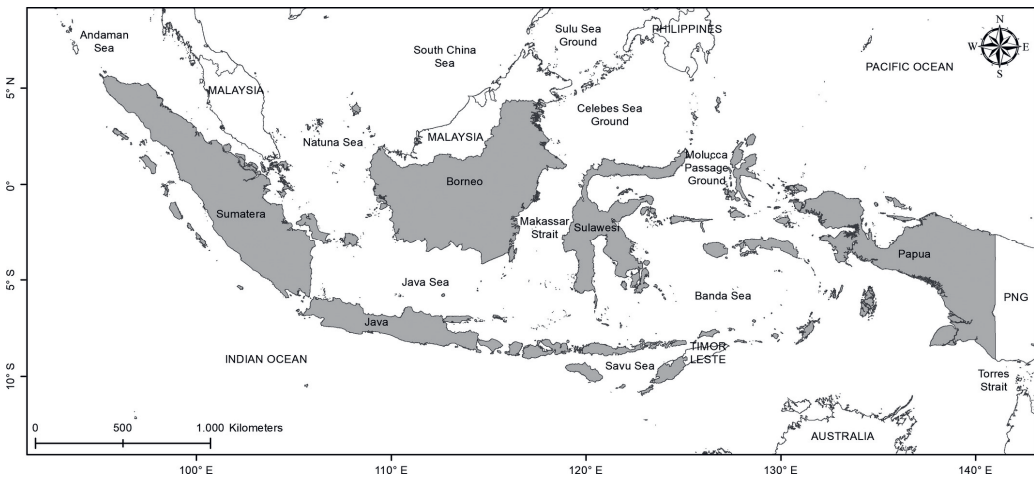 Andaman
Sea
South China
Sea
Sulu Sea
Ground
PHILIPPINES
N
W
E
S
PACIFIC OCEAN
MALAYSIA
Celebes Sea
Ground
MALAYSIA
Natuna Sea
Molucca
Passage
Ground
Borneo
Sumatera
Makassar
Strait
Sulawesi
Papua
Java Sea
Banda Sea
PNG
Java
INDIAN OCEAN
TIMOR
LESTE
Savu Sea
Torres
Strait
AUSTRALIA
5° N
0°
5° S
10° S
0
500
1.000 Kilometers
100° E
110° E
120° E
130° E
140° E